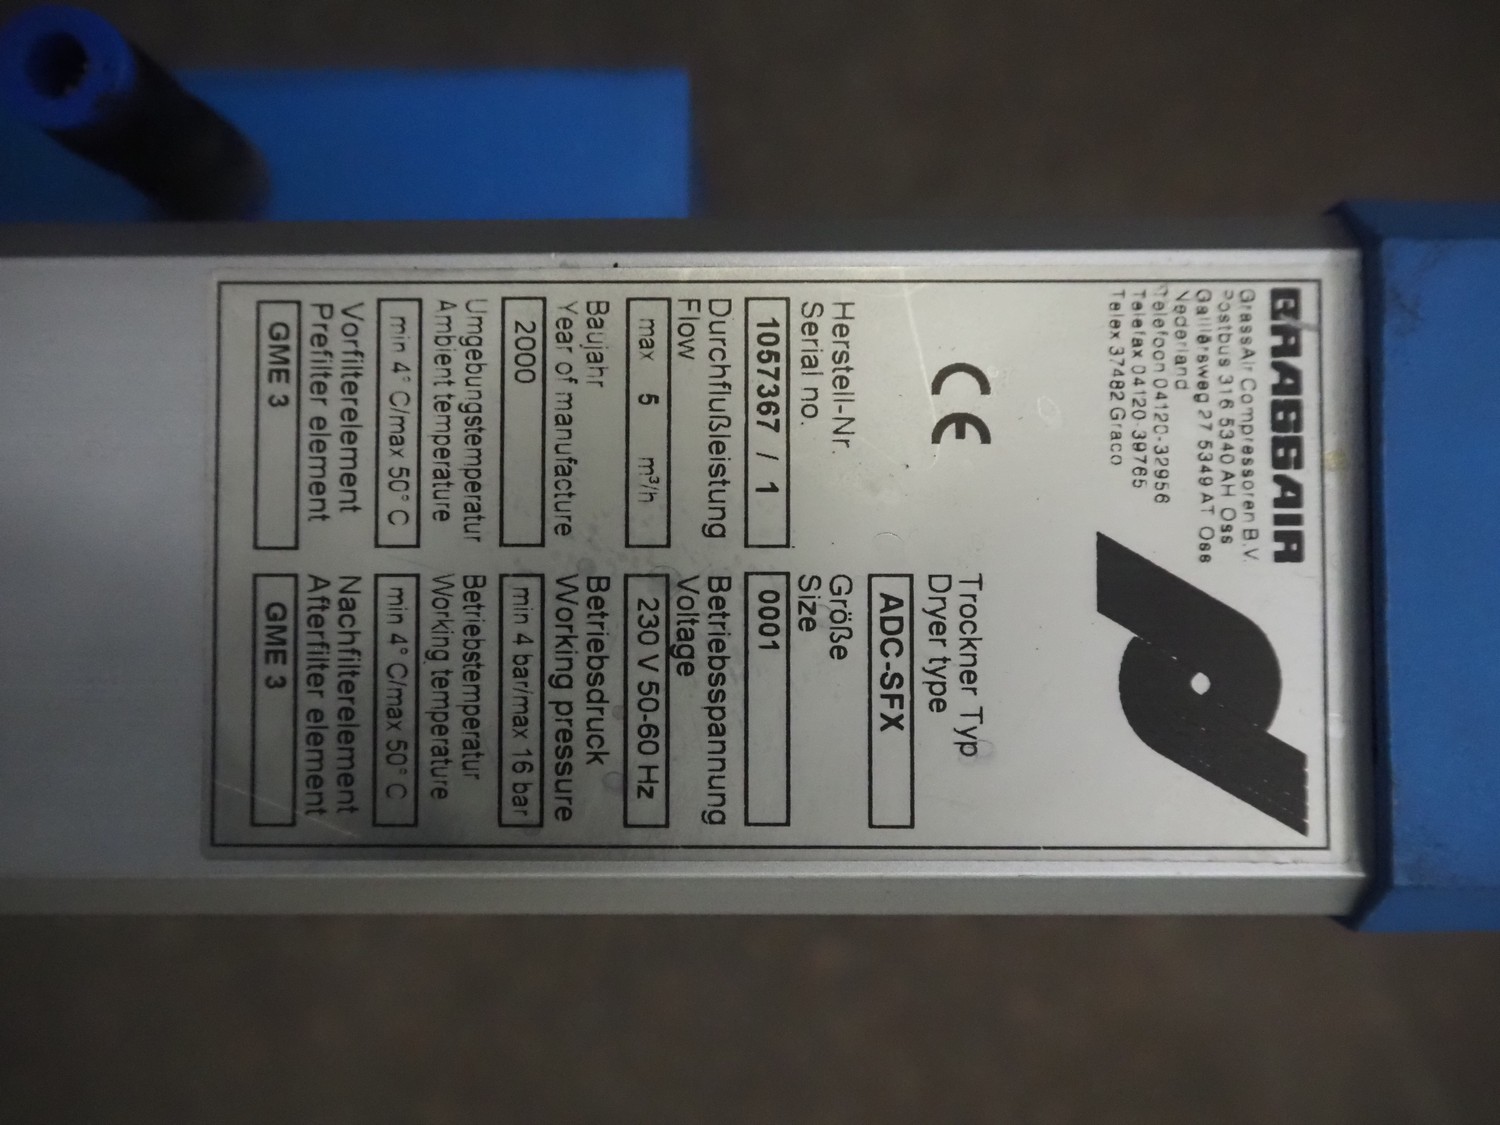 GRASSAIR
GrassAir Compressoren B.V.
Postbus 316 5340 AH Oss
Galliërsweg 27 5349 AT Oss
Nederland
Telefoon 04120-32956
Telefax 04120-39765
Telex 37482 Graco
CE
Trockner Typ
Dryer type
ADC-SFX
Herstell-Nr.
Serial no.
1057367 / 1
Größe
Size
0001
Durchflußleistung
Flow
max 5 m³/h
Betriebsspannung
Voltage
230 V 50-60 Hz
Baujahr
Year of manufacture
2000
Betriebsdruck
Working pressure
min 4 bar/max 16 bar
Umgebungstemperatur
Ambient temperature
min 4° C/max 50° C
Betriebstemperatur
Working temperature
min 4° C/max 50° C
Vorfilterelement
Prefilter element
GME 3
Nachfilterelement
Afterfilter element
GME 3